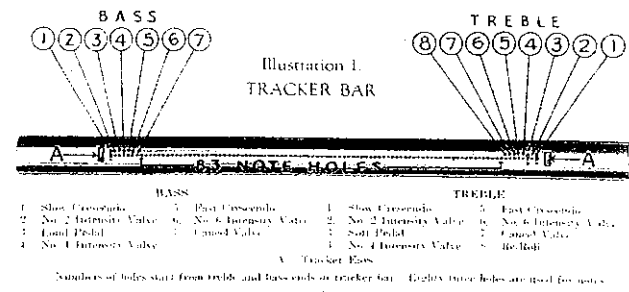 BASS TREBLE
1 2 3 4 5 6 7 8 7 6 5 4 3 2 1
Illustration 1.
TRACKER BAR
A 83 NOTE HOLES A
BASS TREBLE
1 Slow Crescendo 5 Fast Crescendo 1 Slow Crescendo 5 Fast Crescendo
2 No. 2 Intensity Valve 6 No. 6 Intensity Valve 2 No. 2 Intensity Valve 6 No. 6 Intensity Valve
3 Loud Pedal 7 Cancel Valve 3 Soft Pedal 7 Cancel Valve
4 No. 4 Intensity Valve 4 No. 4 Intensity Valve 8 Re-Roll
A Tracker Ears
Numbers of holes start from treble and bass ends of tracker bar Eighty three holes are used for notes